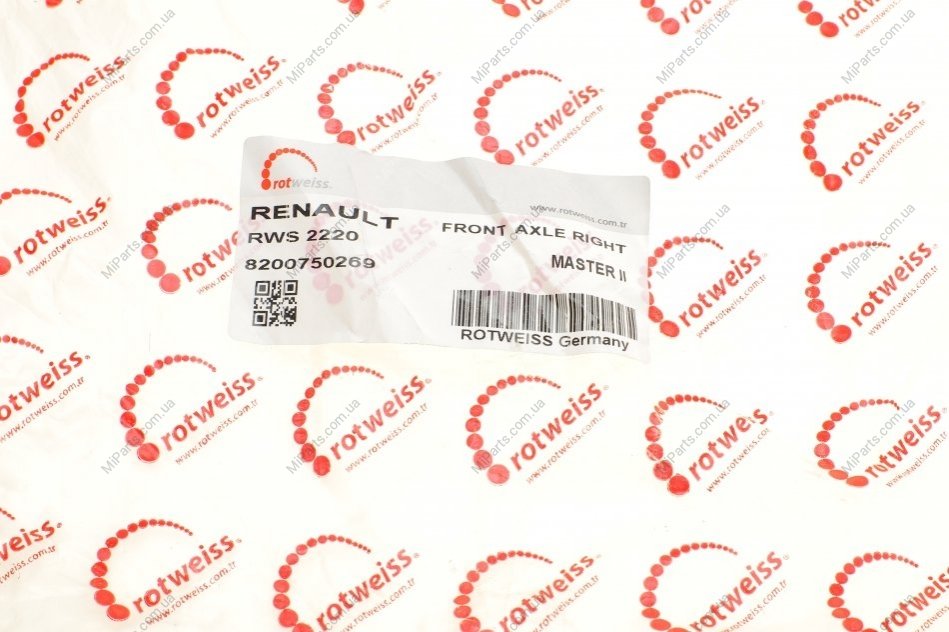 rotweiss.
www.rotweiss.com.tr
RENAULT
FRONT AXLE RIGHT
RWS 2220
MASTER II
8200750269
ROTWEISS Germany
rotweiss
www.rotweiss.com.tr
MiParts.com.ua